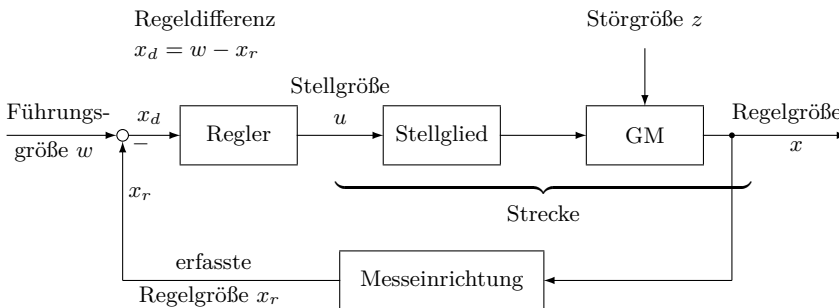 Regeldifferenz
x_d = w − x_r
Störgröße z
Führungs-
größe w
x_d
−
x_r
Regler
Stellgröße
u
Stellglied
GM
Regelgröße
x
Strecke
erfasste
Regelgröße x_r
Messeinrichtung